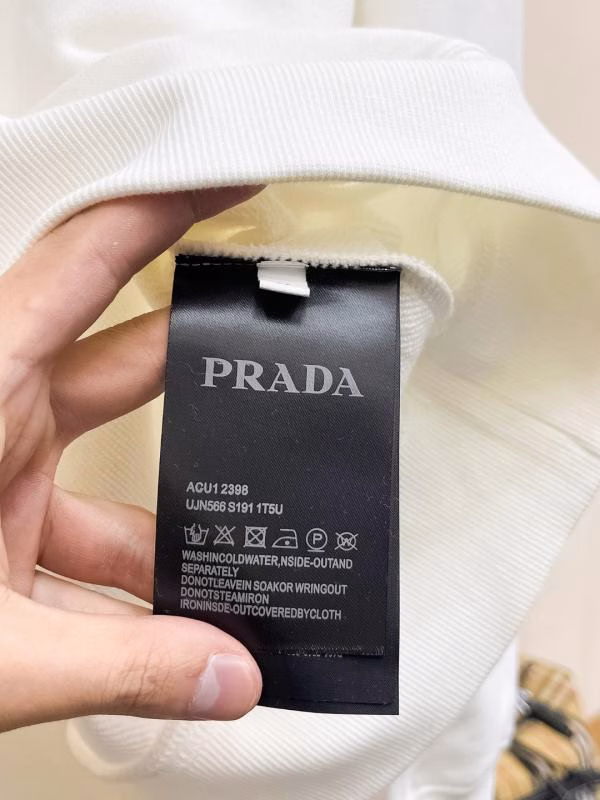 PRADA
ACU1 2398
UJN566 S191 1T5U
WASHINCOLDWATER,NSIDE-OUTAND
SEPARATELY
DONOTLEAVEIN SOAKOR WRINGOUT
DONOTSTEAMIRON
IRONINSDE-OUTCOVEREDBYCLOTH